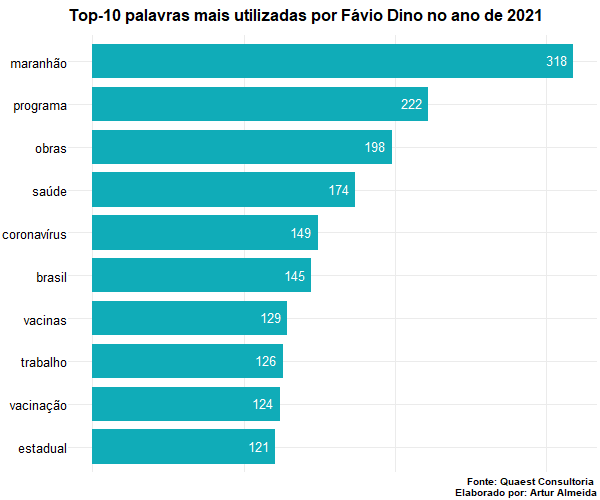 Top-10 palavras mais utilizadas por Fávio Dino no ano de 2021
maranhão 318
programa 222
obras 198
saúde 174
coronavírus 149
brasil 145
vacinas 129
trabalho 126
vacinação 124
estadual 121
Fonte: Quaest Consultoria
Elaborado por: Artur Almeida